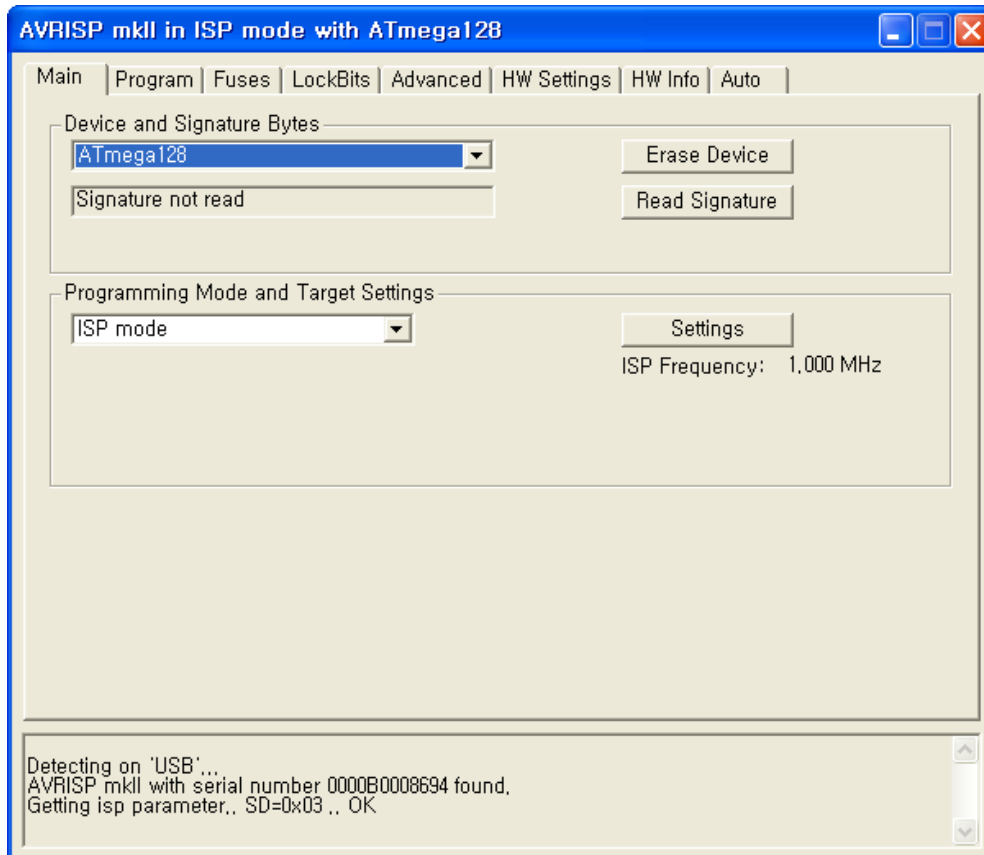 AVRISP mkII in ISP mode with ATmega128
Main Program Fuses LockBits Advanced HW Settings HW Info Auto
Device and Signature Bytes
ATmega128 Erase Device
Signature not read Read Signature
Programming Mode and Target Settings
ISP mode Settings
ISP Frequency: 1,000 MHz
Detecting on 'USB',,,
AVRISP mkII with serial number 0000B0008694 found,
Getting isp parameter,, SD=0x03 ,, OK